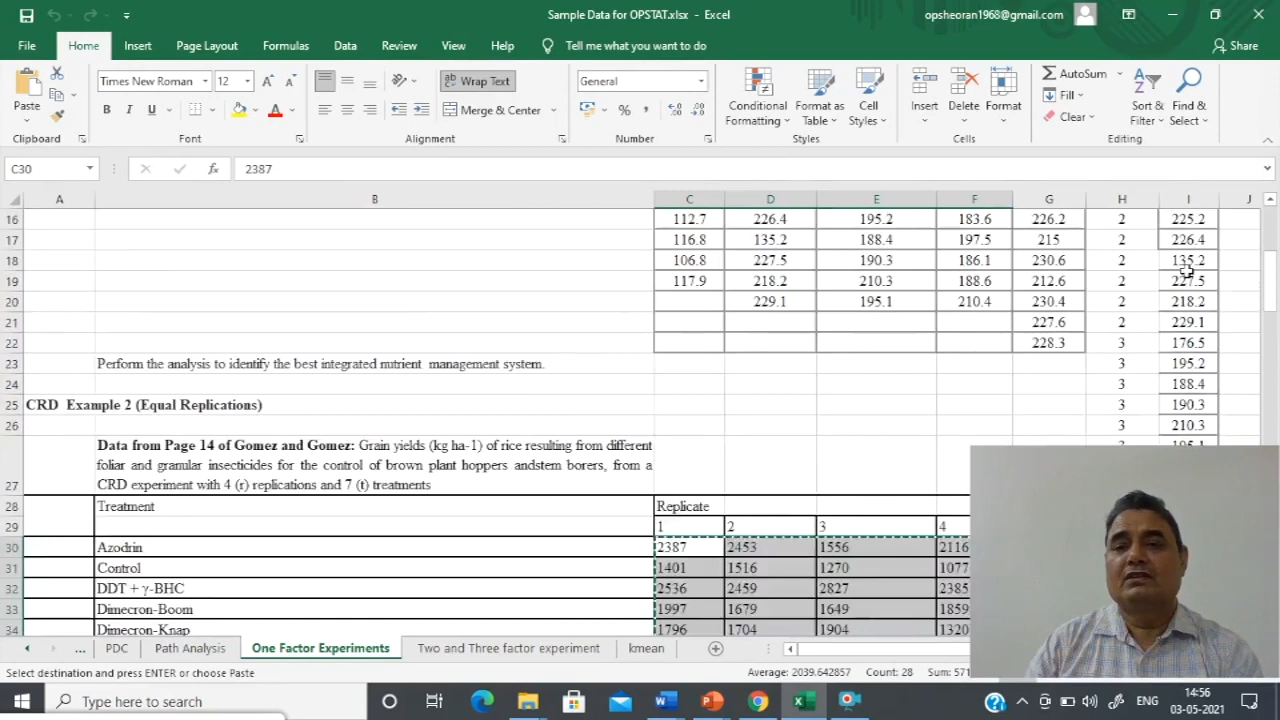 Sample Data for OPSTAT.xlsx - Excel
opsheoran1968@gmail.com
File Home Insert Page Layout Formulas Data Review View Help Tell me what you want to do Share
Times New Roman 12 Wrap Text General AutoSum
Paste B I U Merge & Center % , Conditional Formatting Format as Table Cell Styles Insert Delete Format Fill Clear Sort & Filter Find & Select
Clipboard Font Alignment Number Styles Cells Editing
C30 fx 2387
A B C D E F G H I J
16 112.7 226.4 195.2 183.6 226.2 2 225.2
17 116.8 135.2 188.4 197.5 215 2 226.4
18 106.8 227.5 190.3 186.1 230.6 2 135.2
19 117.9 218.2 210.3 188.6 212.6 2 227.5
20 229.1 195.1 210.4 230.4 2 218.2
21 227.6 2 229.1
22 228.3 3 176.5
23 Perform the analysis to identify the best integrated nutrient management system. 3 195.2
24 3 188.4
25 CRD Example 2 (Equal Replications) 3 190.3
26 3 210.3
Data from Page 14 of Gomez and Gomez: Grain yields (kg ha-1) of rice resulting from different
foliar and granular insecticides for the control of brown plant hoppers andstem borers, from a
27 CRD experiment with 4 (r) replications and 7 (t) treatments
28 Treatment Replicate
29 1 2 3 4
30 Azodrin 2387 2453 1556 2116
31 Control 1401 1516 1270 1077
32 DDT + γ-BHC 2536 2459 2827 2385
33 Dimecron-Boom 1997 1679 1649 1859
34 Dimecron-Knap 1796 1704 1904 1320
... PDC Path Analysis One Factor Experiments Two and Three factor experiment kmean
Select destination and press ENTER or choose Paste Average: 2039.642857 Count: 28 Sum: 571
Type here to search ENG 14:56
03-05-2021